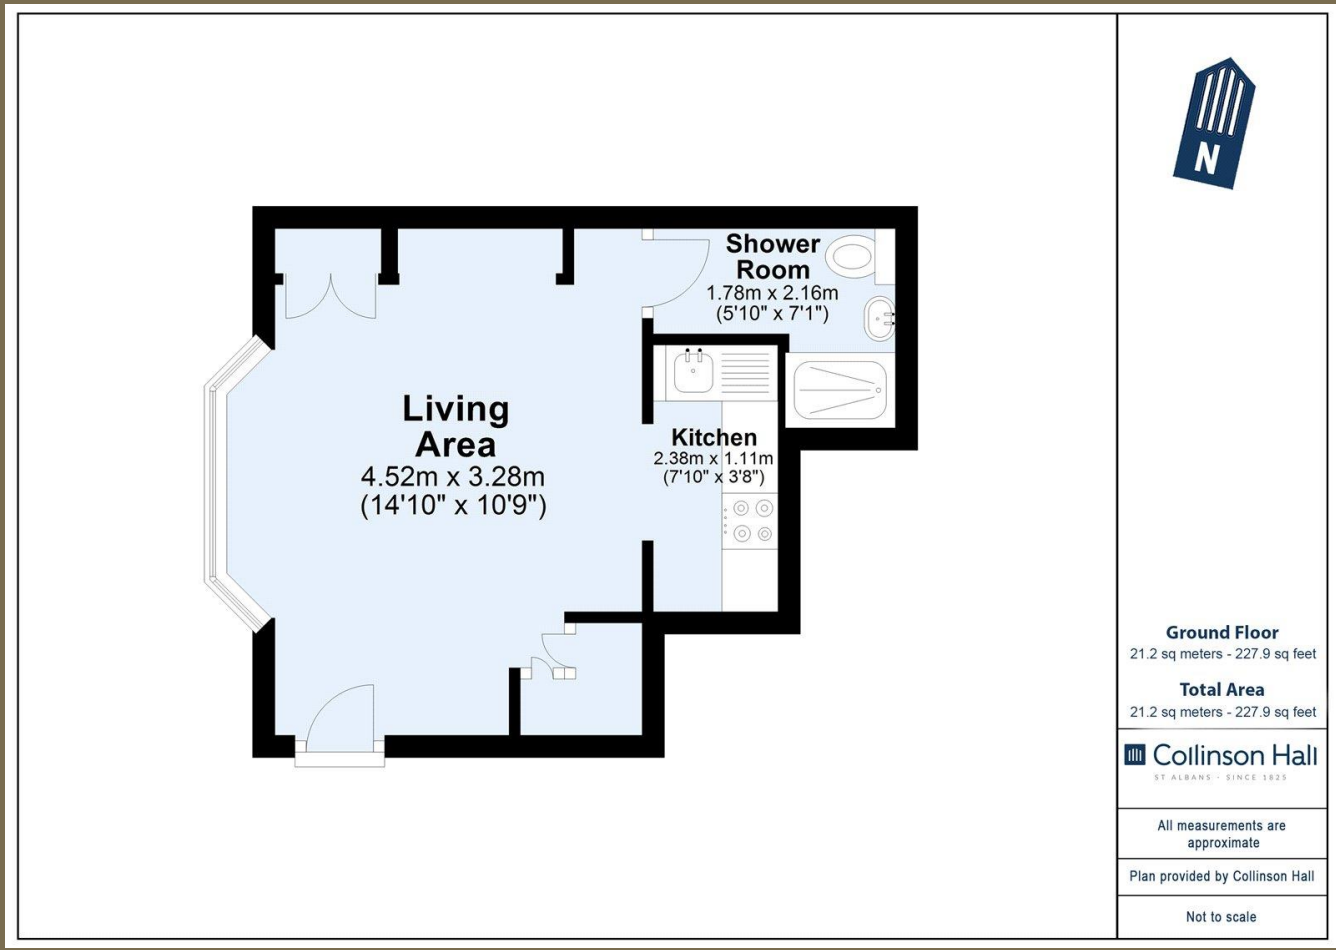 N
Shower
Room
1.78m x 2.16m
(5'10" x 7'1")
Living
Area
4.52m x 3.28m
(14'10" x 10'9")
Kitchen
2.38m x 1.11m
(7'10" x 3'8")
Ground Floor
21.2 sq meters - 227.9 sq feet
Total Area
21.2 sq meters - 227.9 sq feet
Collinson Hall
ST ALBANS · SINCE 1825
All measurements are
approximate
Plan provided by Collinson Hall
Not to scale